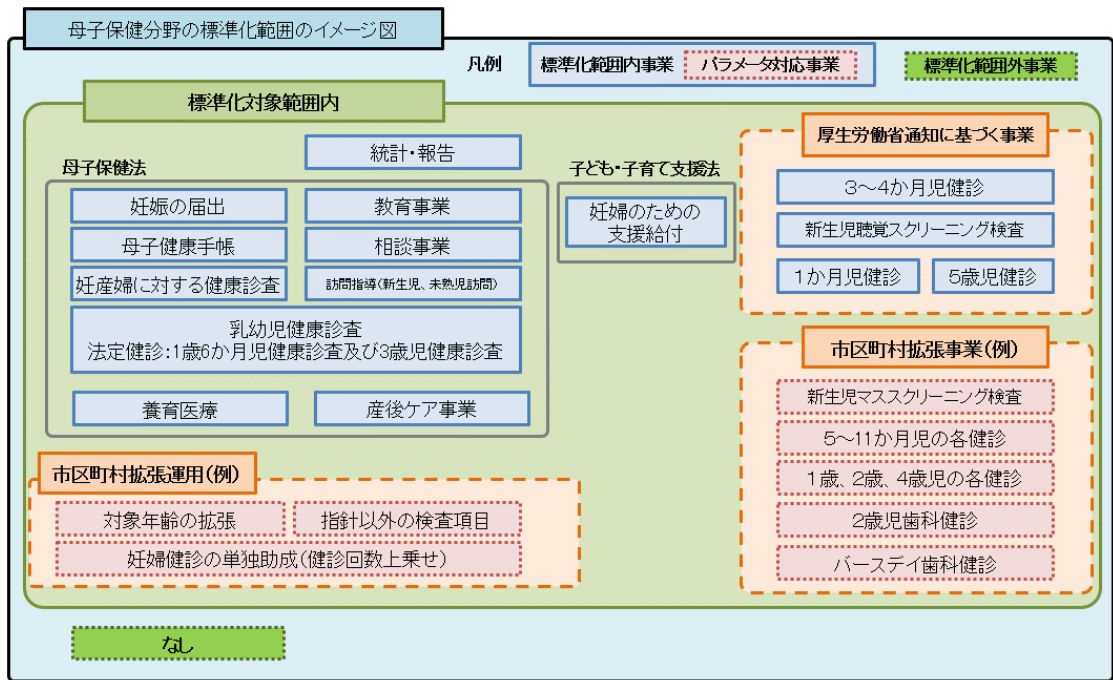 母子保健分野の標準化範囲のイメージ図
凡例
標準化範囲内事業
パラメータ対応事業
標準化範囲外事業
標準化対象範囲内
統計・報告
母子保健法
妊娠の届出
教育事業
母子健康手帳
相談事業
妊産婦に対する健康診査
訪問指導(新生児、未熟児訪問)
乳幼児健康診査
法定健診:1歳6か月児健康診査及び3歳児健康診査
養育医療
産後ケア事業
子ども・子育て支援法
妊婦のための
支援給付
厚生労働省通知に基づく事業
3～4か月児健診
新生児聴覚スクリーニング検査
1か月児健診
5歳児健診
市区町村拡張事業(例)
新生児マススクリーニング検査
5～11か月児の各健診
1歳、2歳、4歳児の各健診
2歳児歯科健診
バースデイ歯科健診
市区町村拡張運用(例)
対象年齢の拡張
指針以外の検査項目
妊婦健診の単独助成(健診回数上乗せ)
なし